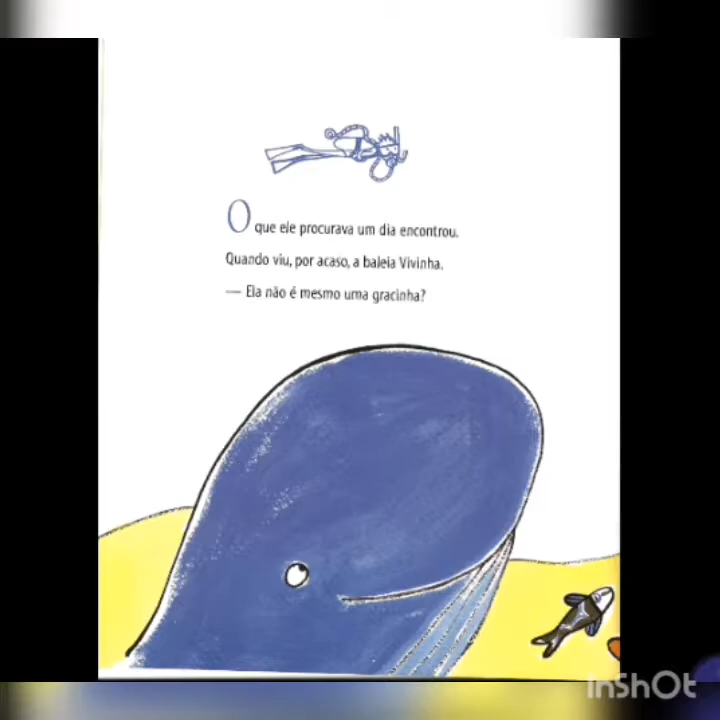 O que ele procurava um dia encontrou.
Quando viu, por acaso, a baleia Vivinha.
— Ela não é mesmo uma gracinha?
InShOt